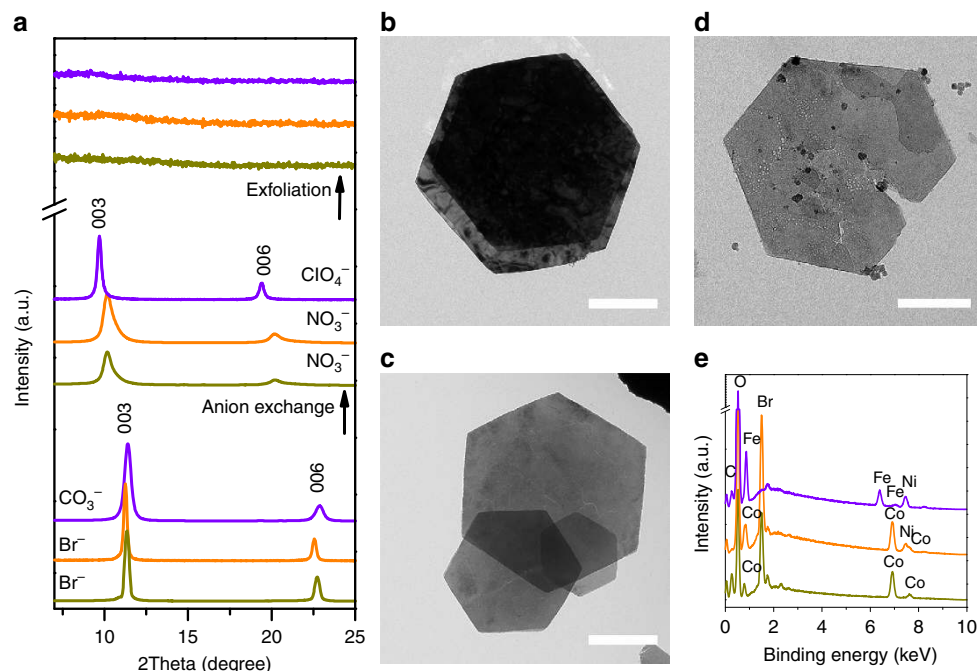 a
Exfoliation
003
006
ClO4−
NO3−
NO3−
Anion exchange
003
006
CO3−
Br−
Br−
Intensity (a.u.)
10 15 20 25
2Theta (degree)
b
c
d
e
O
Br
Fe
C
Fe
Fe
Ni
Co
Co
Ni
Co
Co
Co
Co
Intensity (a.u.)
0 2 4 6 8 10
Binding energy (keV)